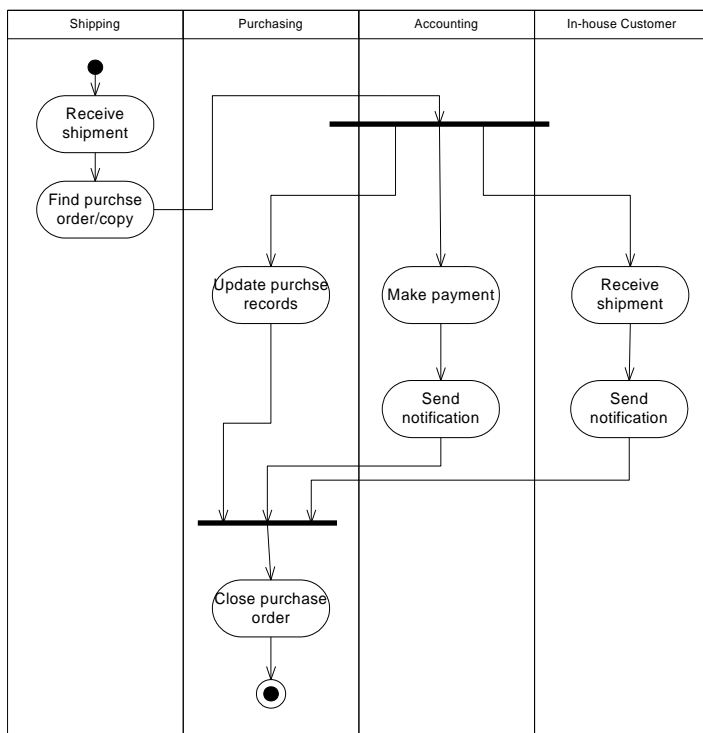 Shipping
Purchasing
Accounting
In-house Customer
Receive
shipment
Find purchse
order/copy
Update purchse
records
Make payment
Receive
shipment
Send
notification
Send
notification
Close purchase
order